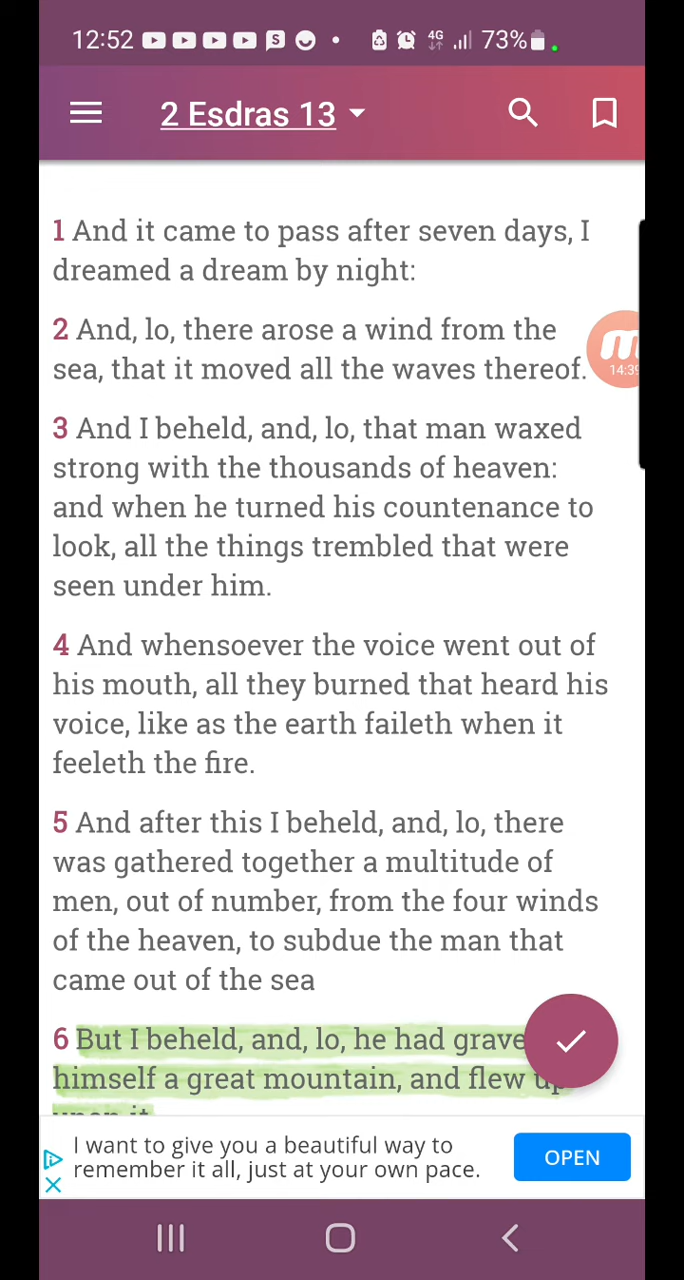 12:52 S 4G 73%
2 Esdras 13
1 And it came to pass after seven days, I
dreamed a dream by night:
2 And, lo, there arose a wind from the
sea, that it moved all the waves thereof.
m
14:39
3 And I beheld, and, lo, that man waxed
strong with the thousands of heaven:
and when he turned his countenance to
look, all the things trembled that were
seen under him.
4 And whensoever the voice went out of
his mouth, all they burned that heard his
voice, like as the earth faileth when it
feeleth the fire.
5 And after this I beheld, and, lo, there
was gathered together a multitude of
men, out of number, from the four winds
of the heaven, to subdue the man that
came out of the sea
6 But I beheld, and, lo, he had grave
himself a great mountain, and flew up
upon it
I want to give you a beautiful way to
remember it all, just at your own pace.
OPEN